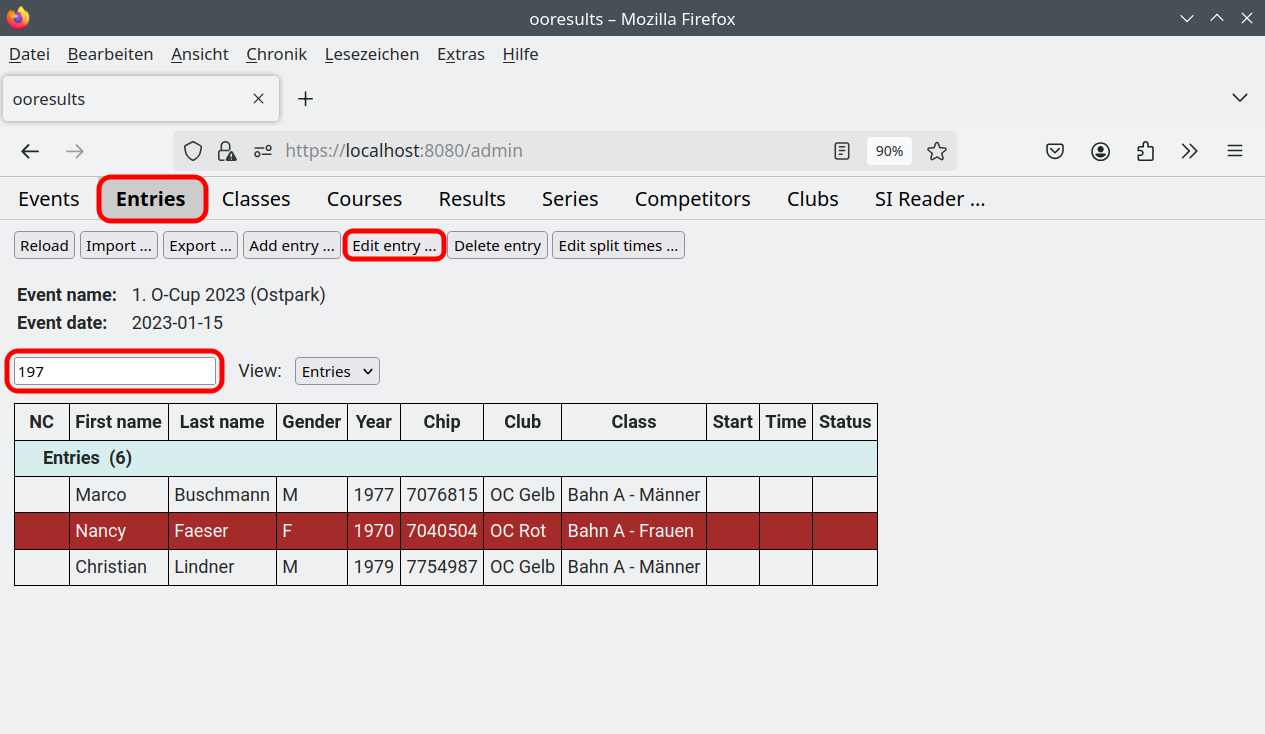 ooresults – Mozilla Firefox
Datei Bearbeiten Ansicht Chronik Lesezeichen Extras Hilfe
ooresults
https://localhost:8080/admin 90%
Events Entries Classes Courses Results Series Competitors Clubs SI Reader ...
Reload Import ... Export ... Add entry ... Edit entry ... Delete entry Edit split times ...
Event name: 1. O-Cup 2023 (Ostpark)
Event date: 2023-01-15
197 View: Entries
NC First name Last name Gender Year Chip Club Class Start Time Status
Entries (6)
Marco Buschmann M 1977 7076815 OC Gelb Bahn A - Männer
Nancy Faeser F 1970 7040504 OC Rot Bahn A - Frauen
Christian Lindner M 1979 7754987 OC Gelb Bahn A - Männer